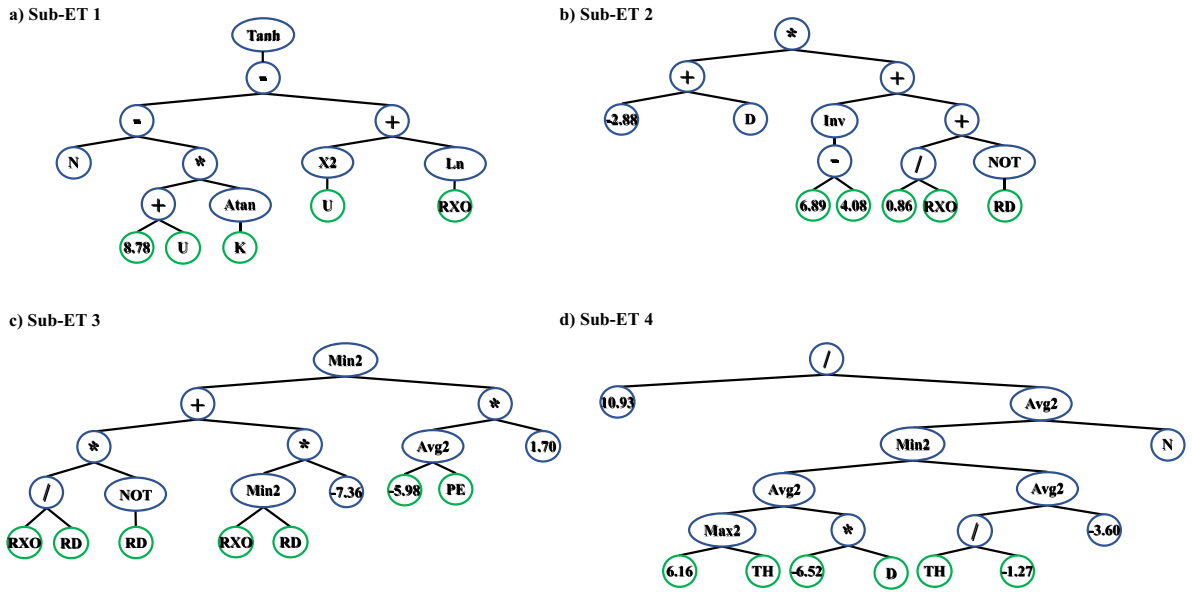 a) Sub-ET 1
Tanh
-
- +
N * X2 Ln
+ Atan U RXO
8.78 U K
b) Sub-ET 2
*
+ +
-2.88 D Inv +
- / NOT
6.89 4.08 0.86 RXO RD
c) Sub-ET 3
Min2
+ *
* * Avg2 1.70
/ NOT Min2 -7.36 -5.98 PE
RXO RD RD RXO RD
d) Sub-ET 4
/
10.93 Avg2
Min2 N
Avg2 Avg2
Max2 * / -3.60
6.16 TH -6.52 D TH -1.27